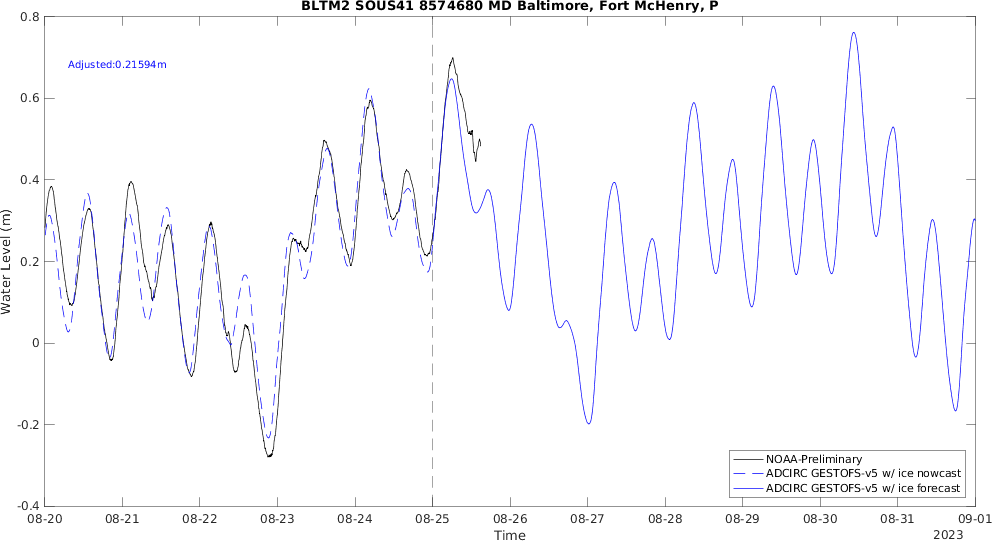 BLTM2 SOUS41 8574680 MD Baltimore, Fort McHenry, P
Adjusted:0.21594m
Water Level (m)
0.8
0.6
0.4
0.2
0
-0.2
-0.4
NOAA-Preliminary
ADCIRC GESTOFS-v5 w/ ice nowcast
ADCIRC GESTOFS-v5 w/ ice forecast
08-20 08-21 08-22 08-23 08-24 08-25 08-26 08-27 08-28 08-29 08-30 08-31 09-01
Time
2023